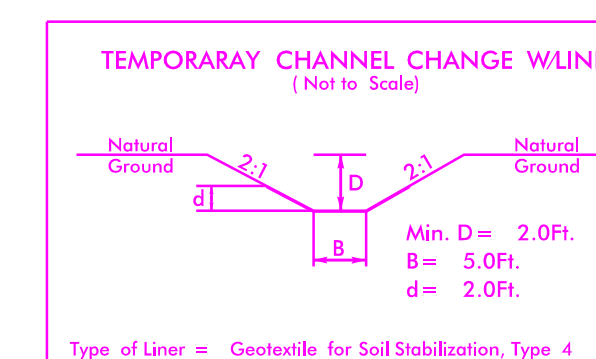 TEMPORARAY CHANNEL CHANGE W/LIN
( Not to Scale)
Natural
Ground
2:1
D
2:1
Natural
Ground
d
B
Min. D = 2.0Ft.
B = 5.0Ft.
d = 2.0Ft.
Type of Liner = Geotextile for Soil Stabilization, Type 4